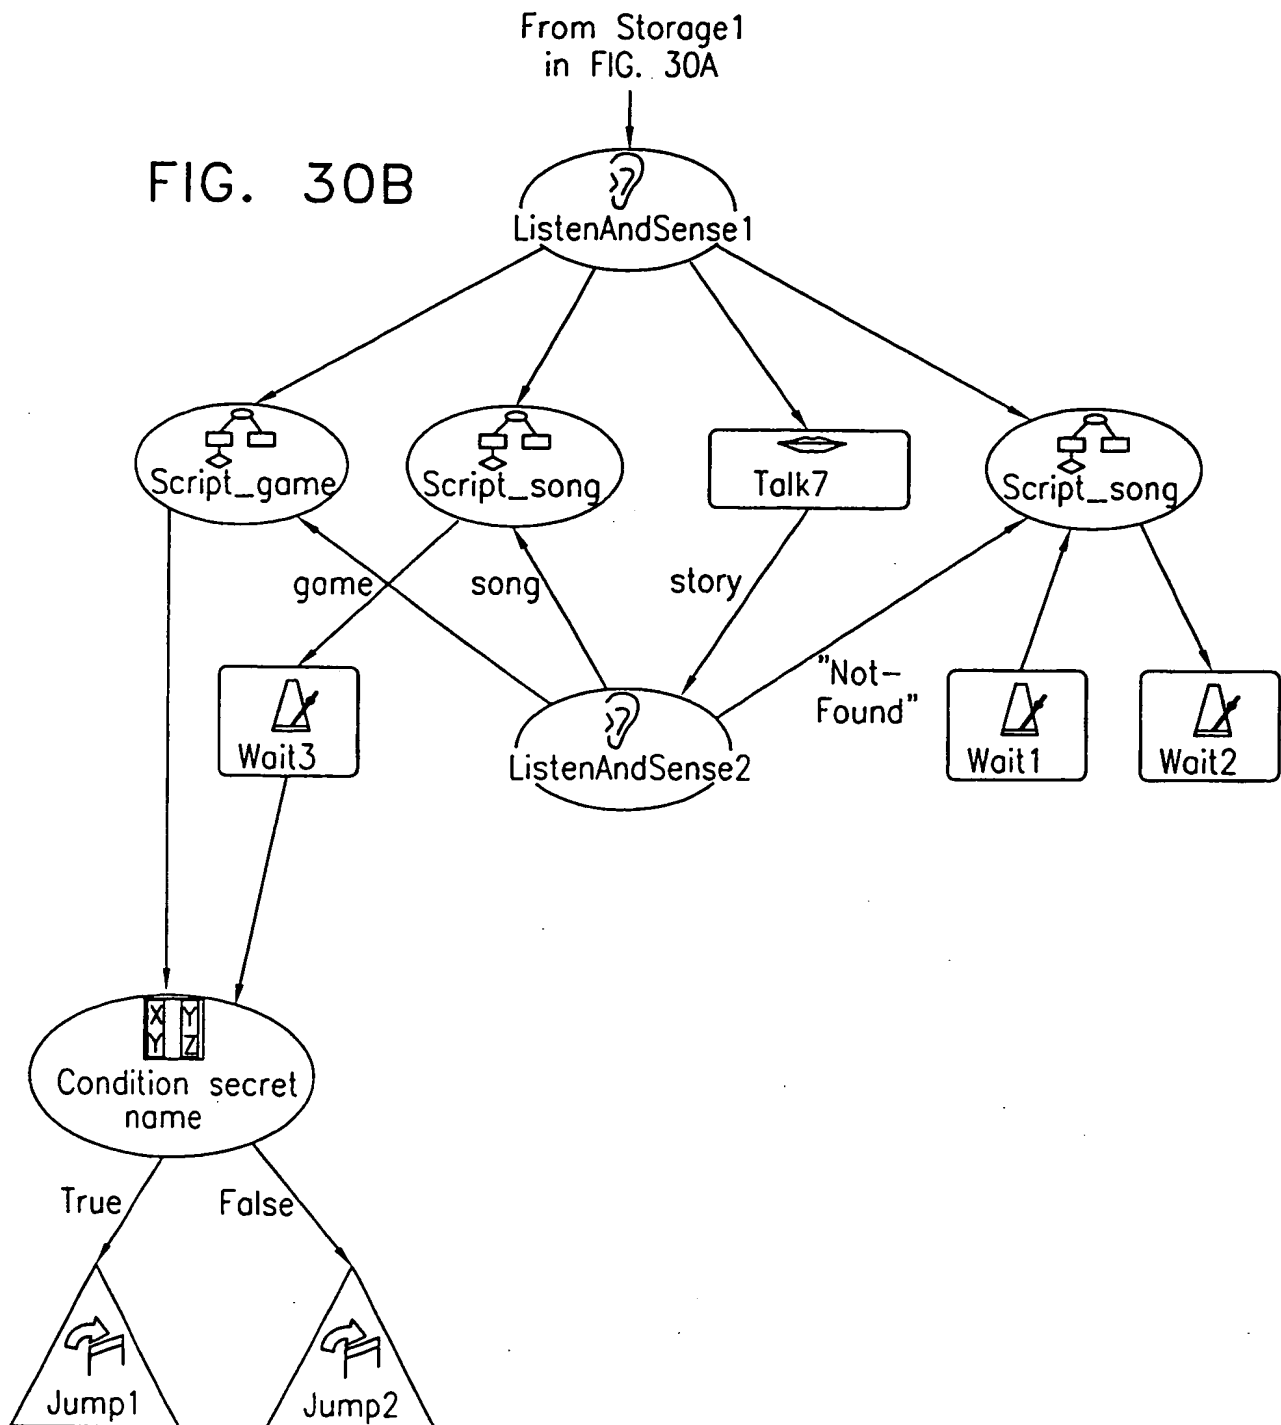 From Storage1
in FIG. 30A
FIG. 30B
ListenAndSense1
Script_game
Script_song
Talk7
Script_song
game
song
story
"Not-
Found"
Wait3
ListenAndSense2
Wait1
Wait2
X Y
Y Z
Condition secret
name
True
False
Jump1
Jump2